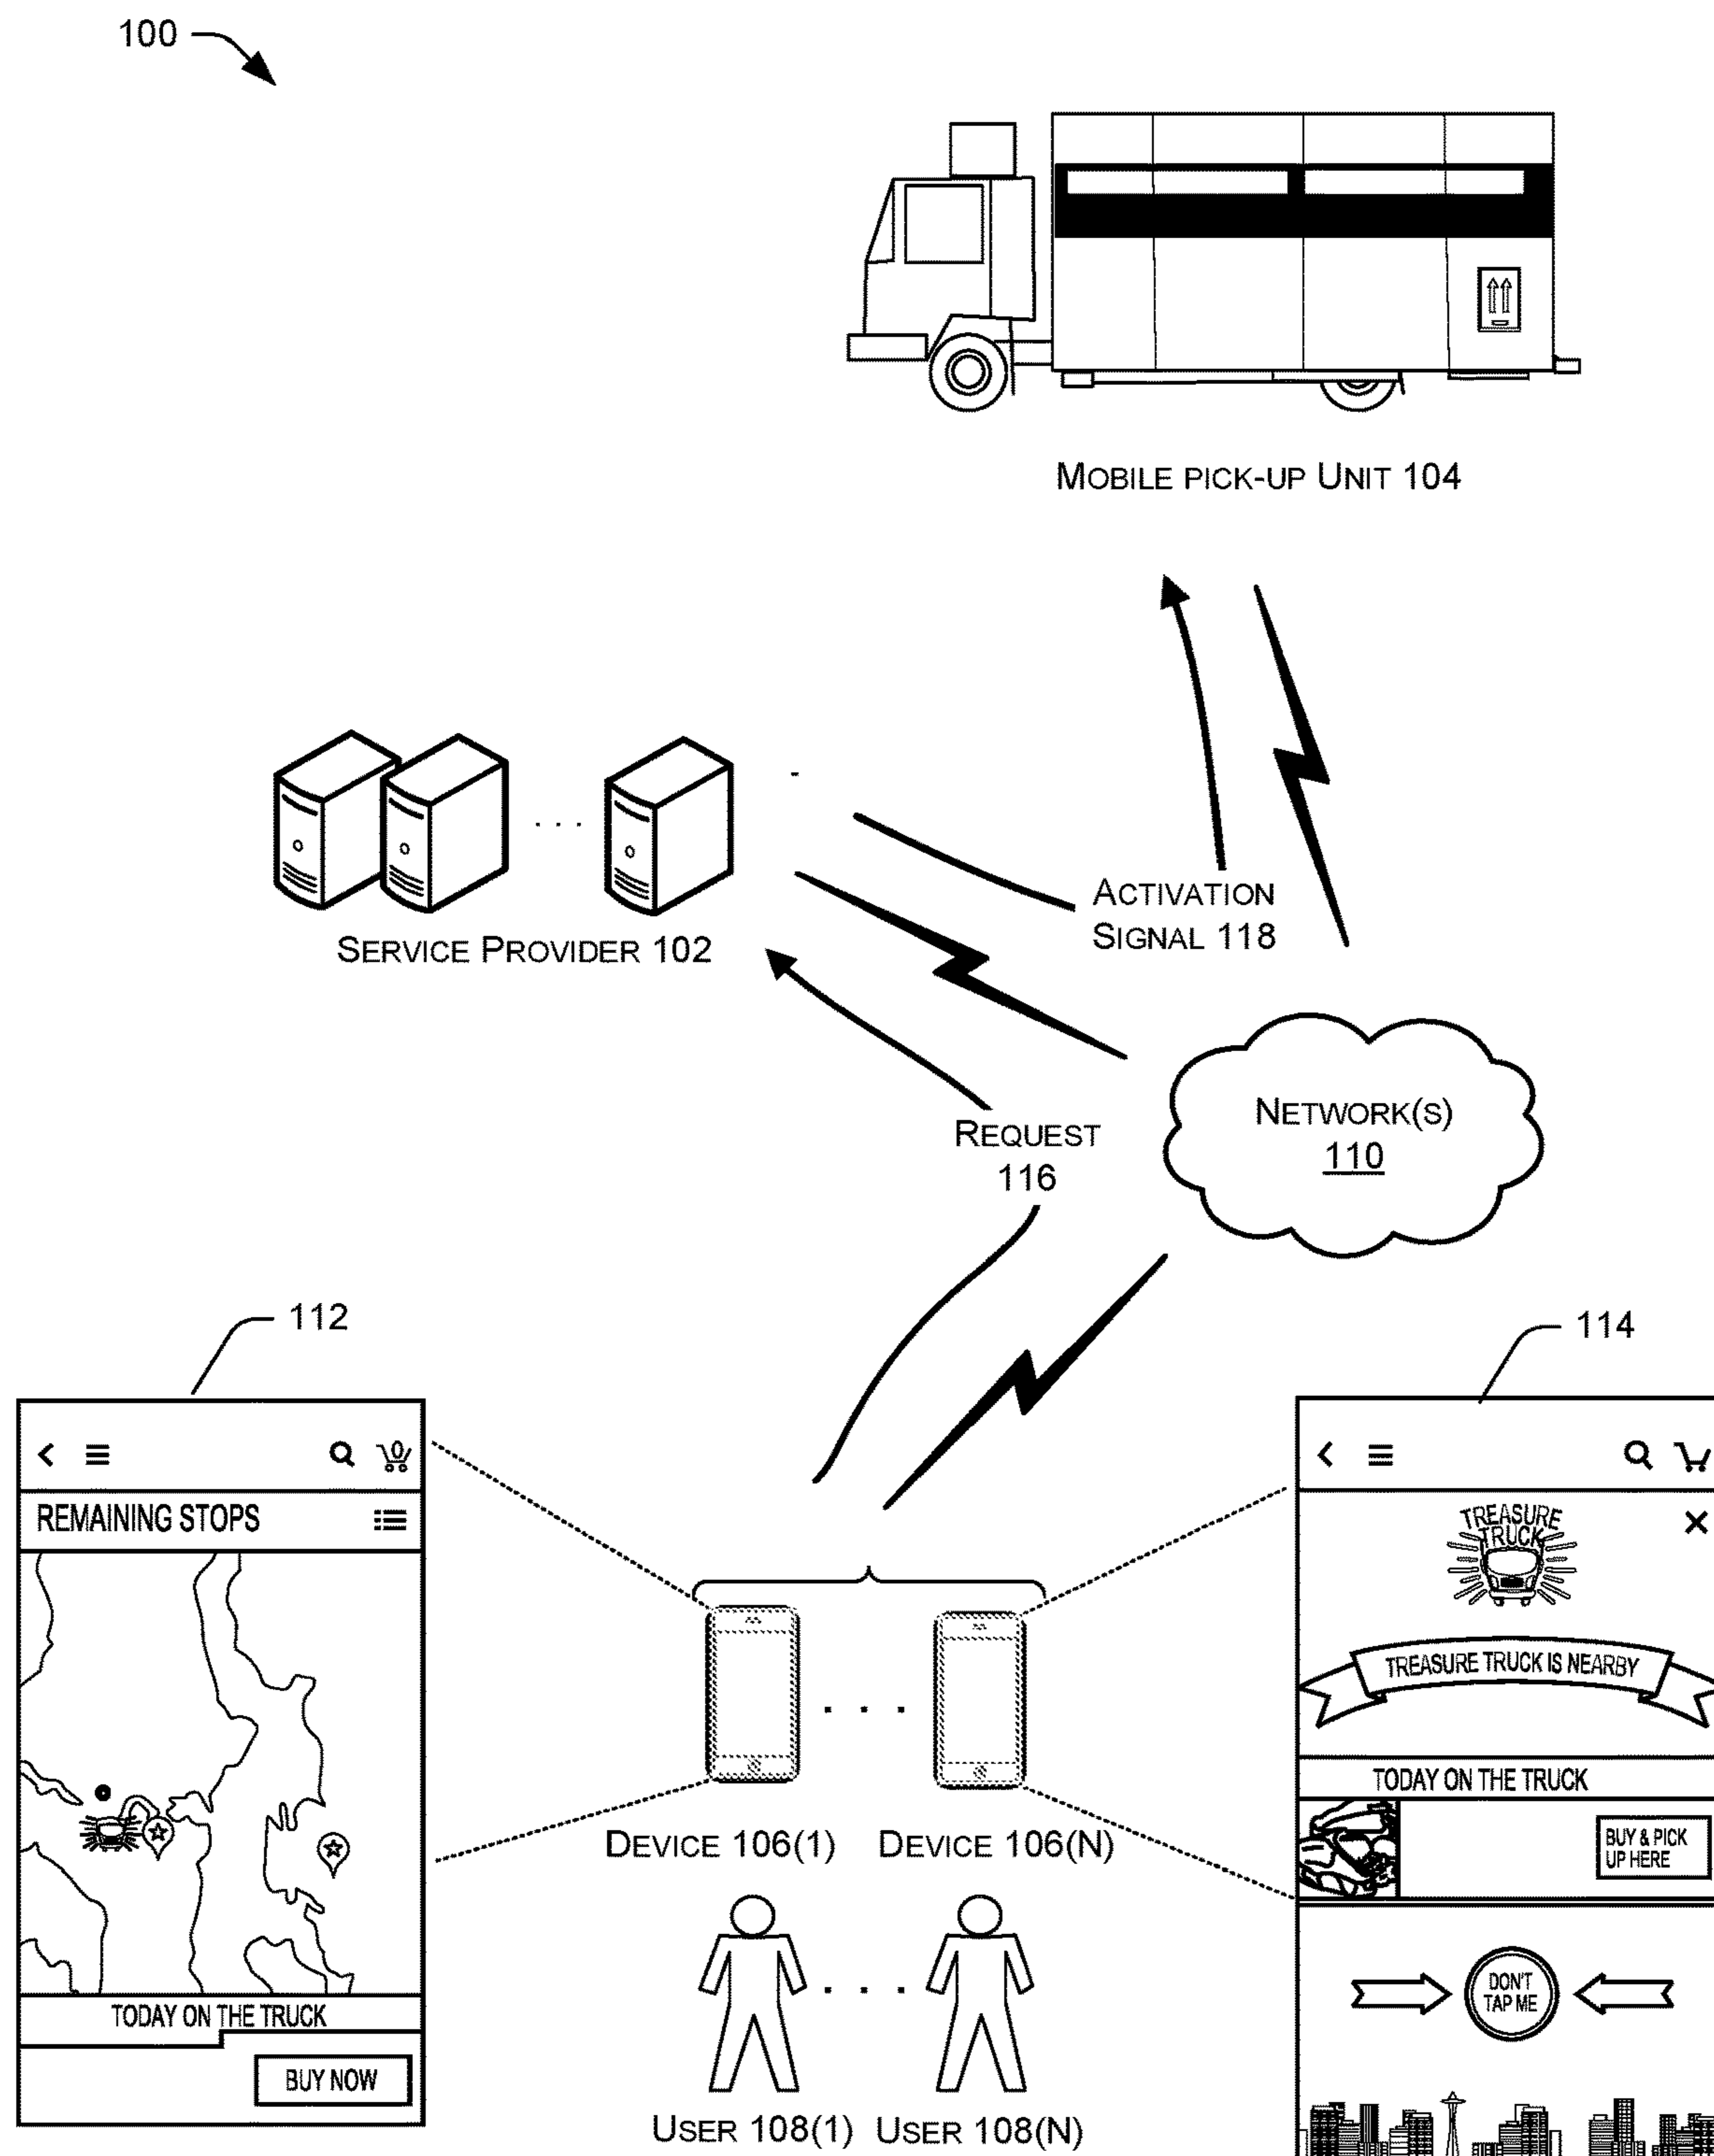 100
MOBILE PICK-UP UNIT 104
ACTIVATION
SIGNAL 118
SERVICE PROVIDER 102
NETWORK(S)
110
REQUEST
116
112
114
REMAINING STOPS
TODAY ON THE TRUCK
BUY NOW
0
DEVICE 106(1) DEVICE 106(N)
USER 108(1) USER 108(N)
TREASURE
TRUCK
TREASURE TRUCK IS NEARBY
TODAY ON THE TRUCK
BUY & PICK
UP HERE
DON'T
TAP ME